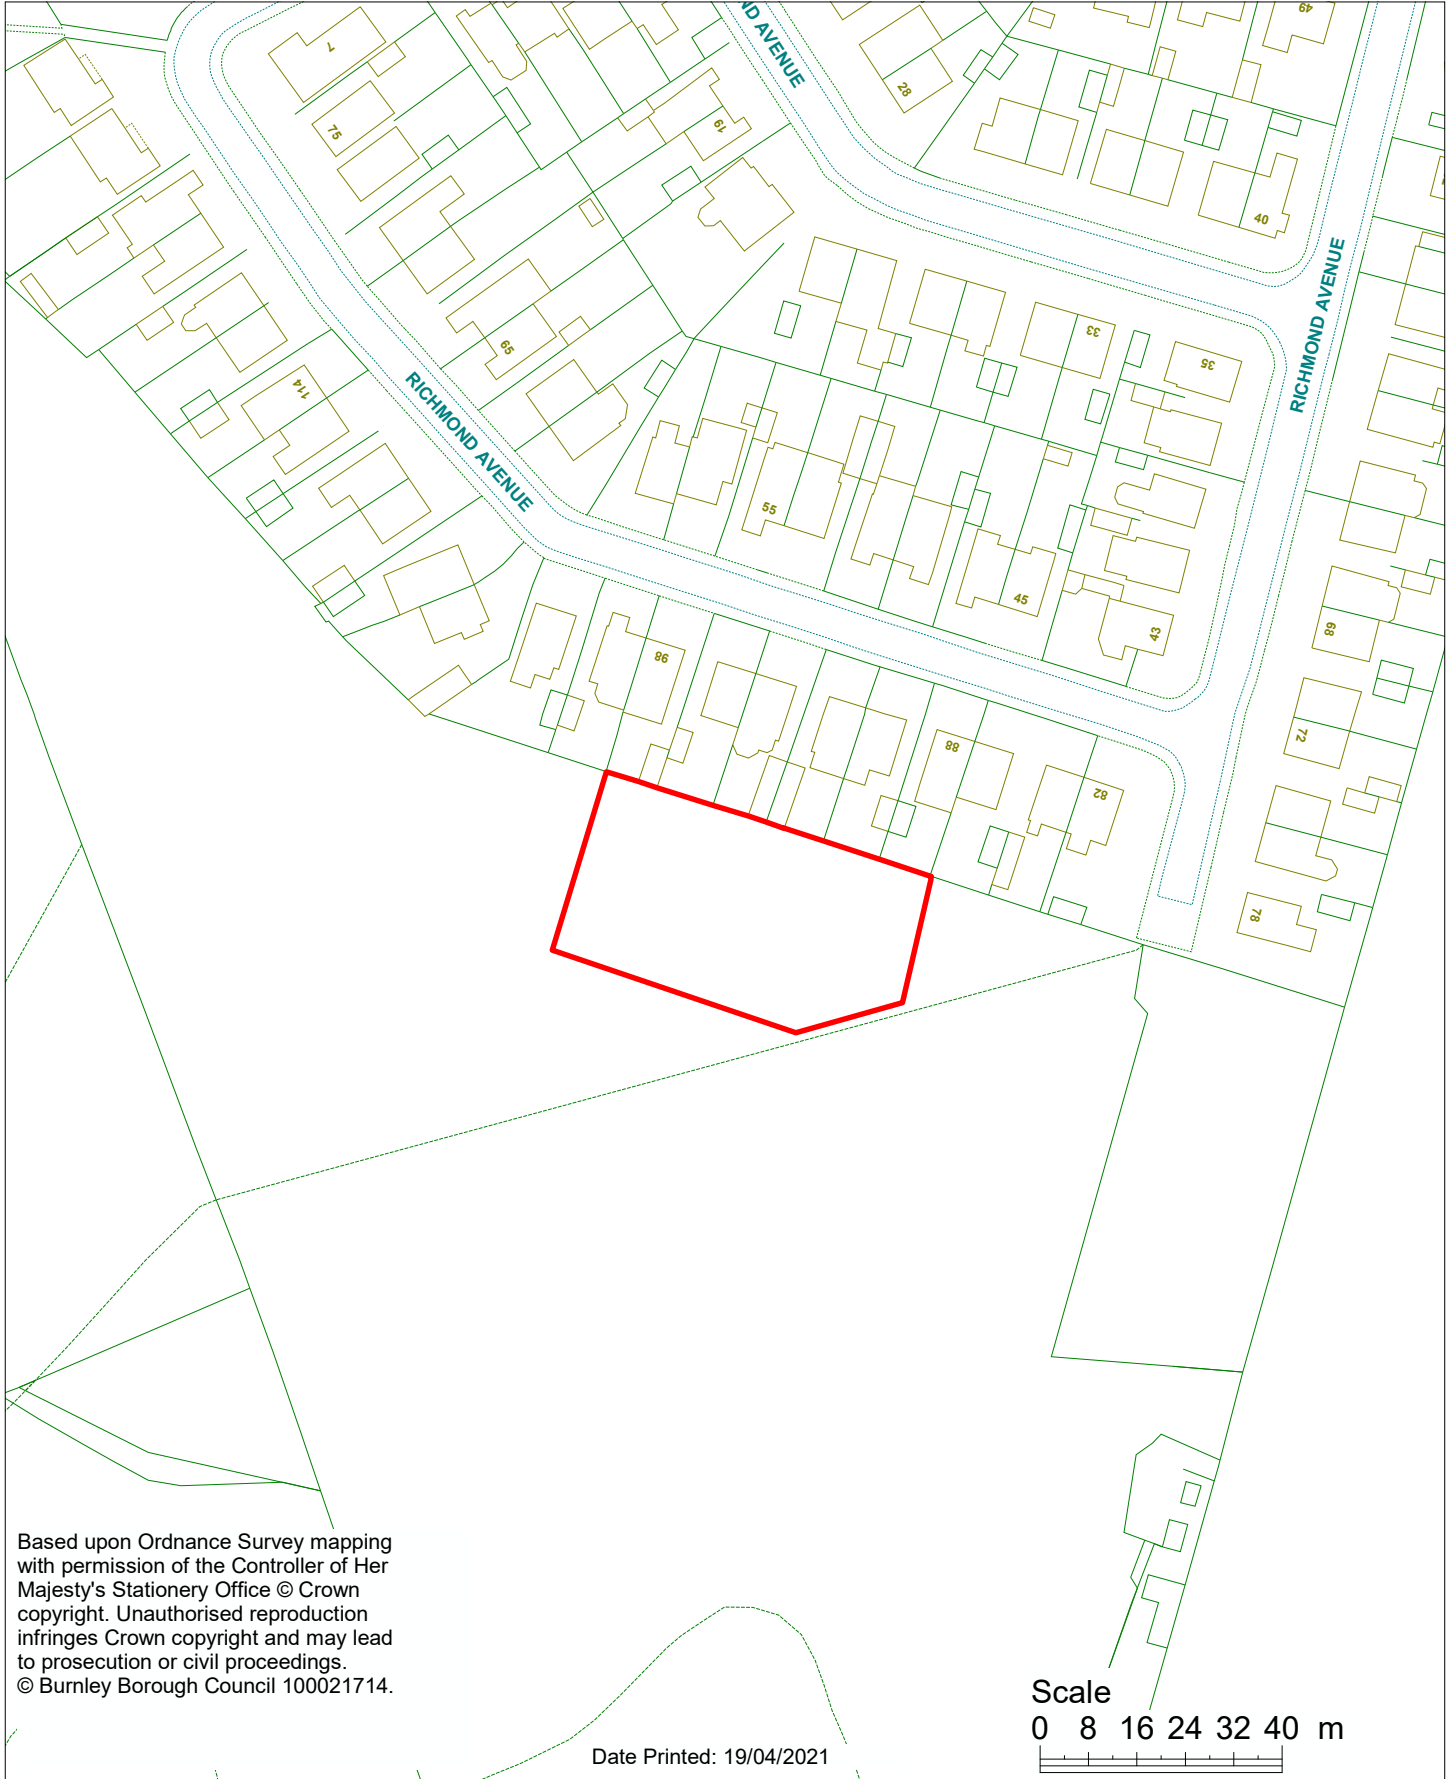 49
7
ND AVENUE
28
75
19
40
RICHMOND AVENUE
33
35
65
114
RICHMOND AVENUE
55
45
43
68
98
72
88
82
78
Based upon Ordnance Survey mapping
with permission of the Controller of Her
Majesty's Stationery Office © Crown
copyright. Unauthorised reproduction
infringes Crown copyright and may lead
to prosecution or civil proceedings.
© Burnley Borough Council 100021714.
Scale
0 8 16 24 32 40 m
Date Printed: 19/04/2021